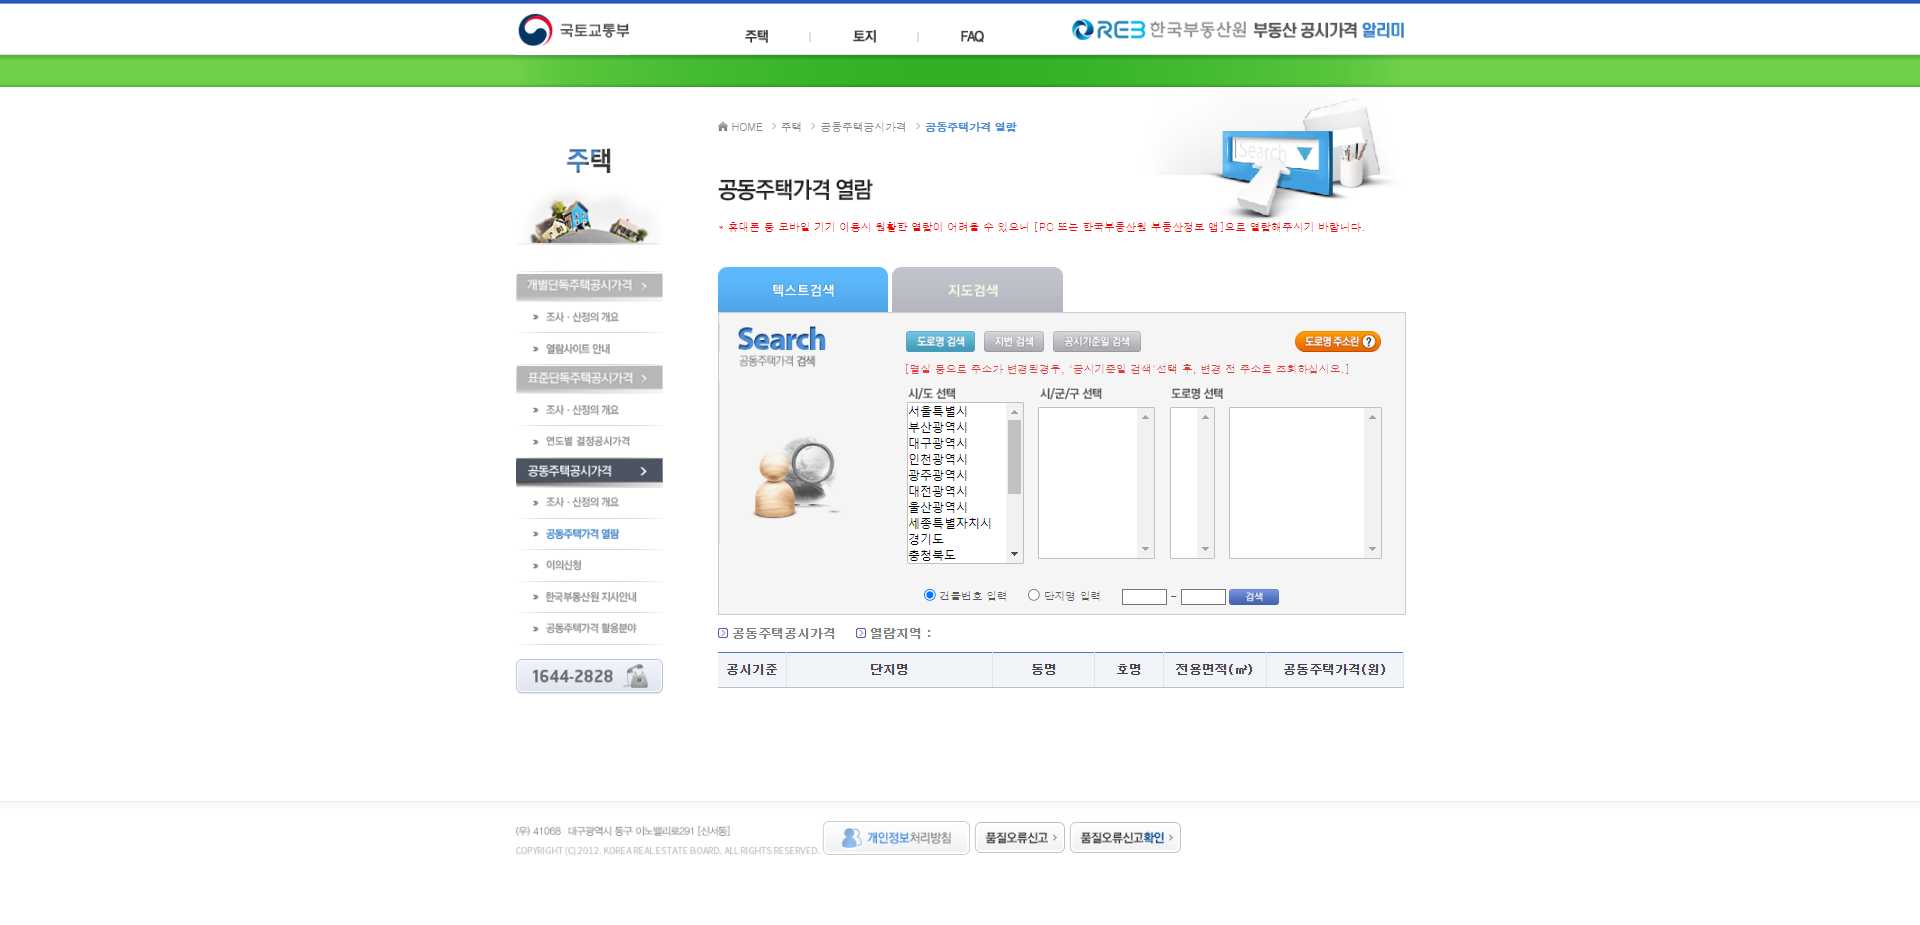 국토교통부
주택
토지
FAQ
REB 한국부동산원 부동산 공시가격 알리미
HOME > 주택 > 공동주택공시가격 > 공동주택가격 열람
주택
Search
공동주택가격 열람
* 휴대폰 등 모바일 기기 이용시 원활한 열람이 어려울 수 있으니 [PC 또는 한국부동산원 부동산정보 앱]으로 열람해주시기 바랍니다.
개별단독주택공시가격 >
» 조사 · 산정의 개요
» 열람사이트 안내
표준단독주택공시가격 >
» 조사 · 산정의 개요
» 연도별 결정공시가격
공동주택공시가격 >
» 조사 · 산정의 개요
» 공동주택가격 열람
» 이의신청
» 한국부동산원 지사안내
» 공동주택가격 활용분야
1644-2828
텍스트검색
지도검색
Search
공동주택가격 검색
도로명 검색
지번 검색
공시기준일 검색
도로명 주소란 ?
[멸실 등으로 주소가 변경된경우, '공시기준일 검색'선택 후, 변경 전 주소로 조회하십시오.]
시/도 선택
시/군/구 선택
도로명 선택
서울특별시
부산광역시
대구광역시
인천광역시
광주광역시
대전광역시
울산광역시
세종특별자치시
경기도
충청북도
건물번호 입력
단지명 입력
-
검색
공동주택공시가격
열람지역 :
공시기준
단지명
동명
호명
전용면적(㎡)
공동주택가격(원)
(우) 41068 대구광역시 동구 이노밸리로291 [신서동]
COPYRIGHT (C) 2012. KOREA REAL ESTATE BOARD, ALL RIGHTS RESERVED.
개인정보처리방침
품질오류신고 >
품질오류신고확인 >